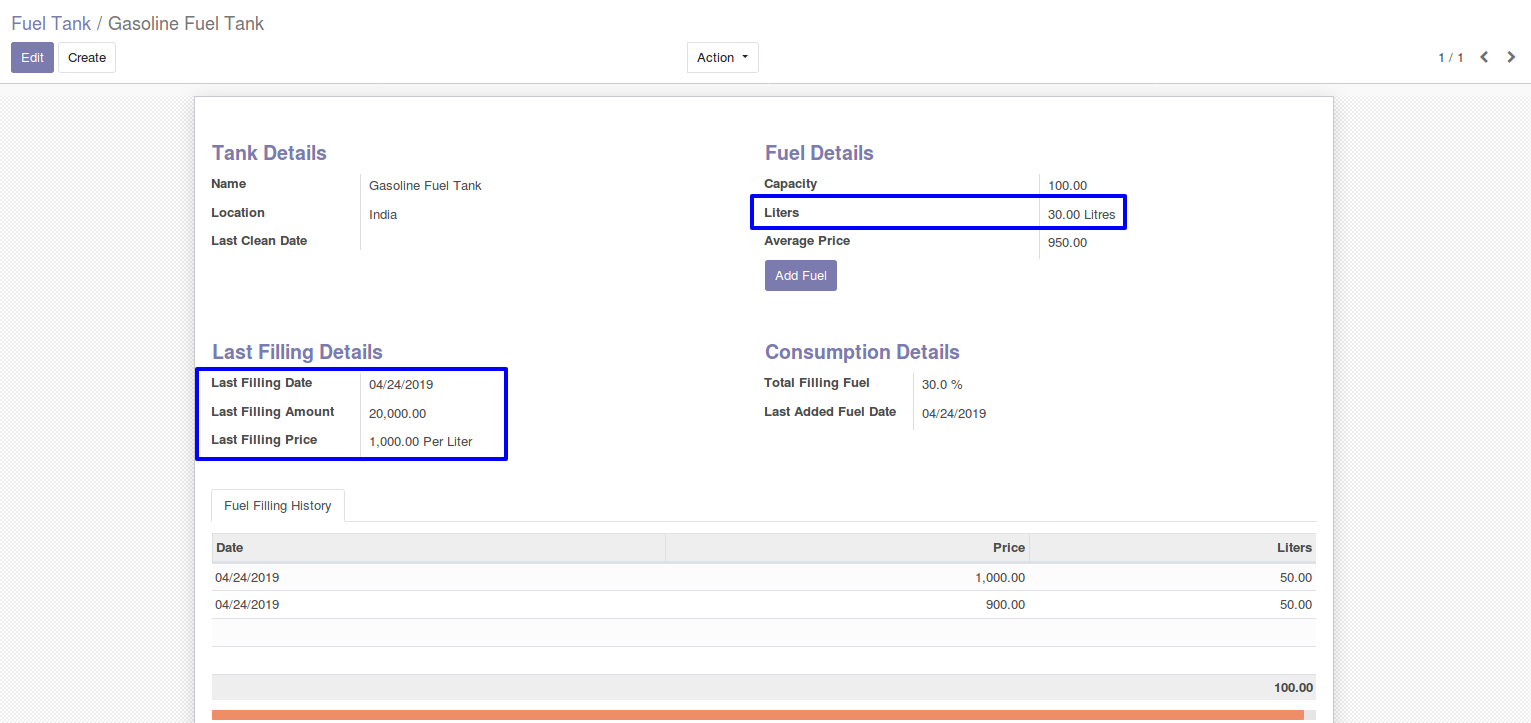 Fuel Tank / Gasoline Fuel Tank
Edit Create Action 1 / 1
Tank Details
Name Gasoline Fuel Tank
Location India
Last Clean Date
Fuel Details
Capacity 100.00
Liters 30.00 Litres
Average Price 950.00
Add Fuel
Last Filling Details
Last Filling Date 04/24/2019
Last Filling Amount 20,000.00
Last Filling Price 1,000.00 Per Liter
Consumption Details
Total Filling Fuel 30.0 %
Last Added Fuel Date 04/24/2019
Fuel Filling History
Date Price Liters
04/24/2019 1,000.00 50.00
04/24/2019 900.00 50.00
100.00